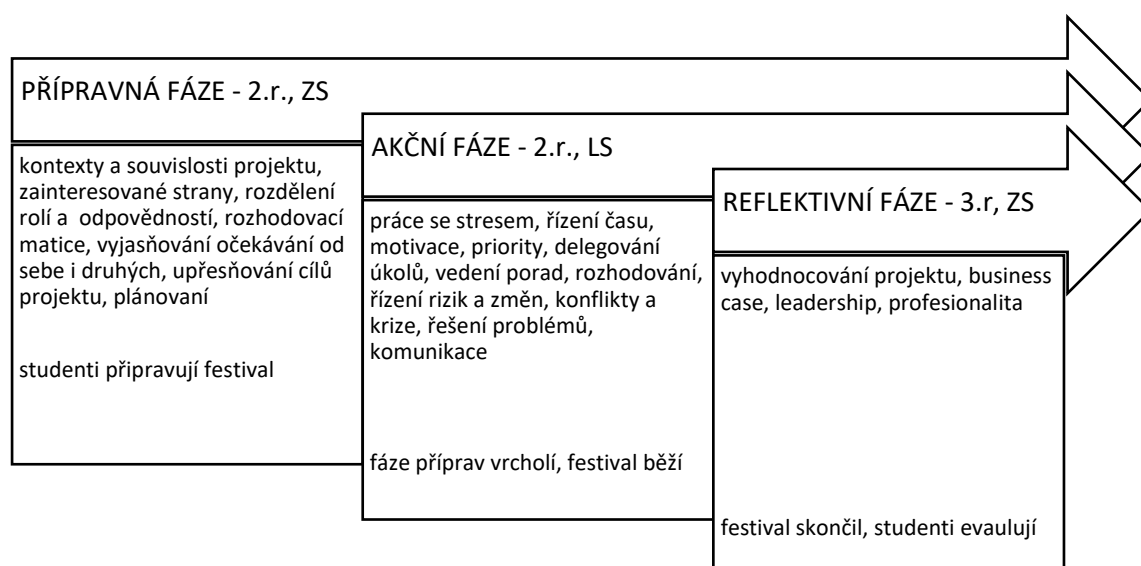 PŘÍPRAVNÁ FÁZE - 2.r., ZS
kontexty a souvislosti projektu,
zainteresované strany, rozdělení
rolí a odpovědností, rozhodovací
matice, vyjasňování očekávání od
sebe i druhých, upřesňování cílů
projektu, plánovaní
studenti připravují festival
AKČNÍ FÁZE - 2.r., LS
práce se stresem, řízení času,
motivace, priority, delegování
úkolů, vedení porad, rozhodování,
řízení rizik a změn, konflikty a
krize, řešení problémů,
komunikace
fáze příprav vrcholí, festival běží
REFLEKTIVNÍ FÁZE - 3.r, ZS
vyhodnocování projektu, business
case, leadership, profesionalita
festival skončil, studenti evaulují